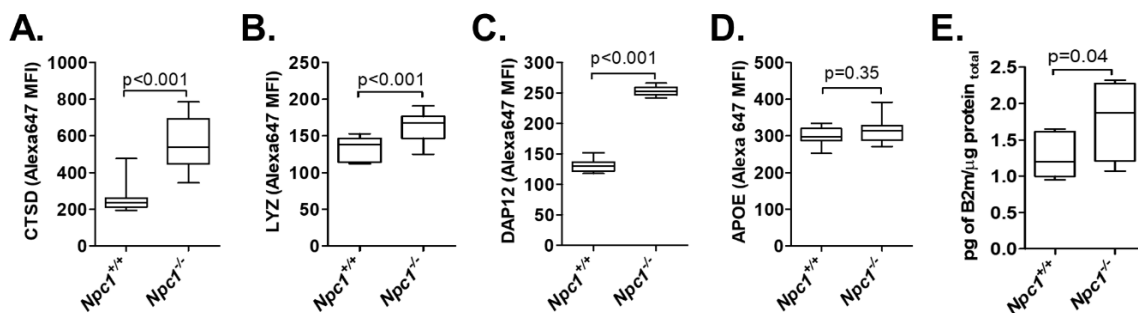 A.
CTSD (Alexa647 MFI)
1000
800
600
400
200
0
p<0.001
Npc1+/+
Npc1-/-
B.
LYZ (Alexa647 MFI)
250
200
150
100
50
0
p<0.001
Npc1+/+
Npc1-/-
C.
DAP12 (Alexa647 MFI)
300
250
200
150
100
50
0
p<0.001
Npc1+/+
Npc1-/-
D.
APOE (Alexa 647 MFI)
500
400
300
200
100
0
p=0.35
Npc1+/+
Npc1-/-
E.
pg of B2m/µg protein total
2.5
2.0
1.5
1.0
0.5
0.0
p=0.04
Npc1+/+
Npc1-/-